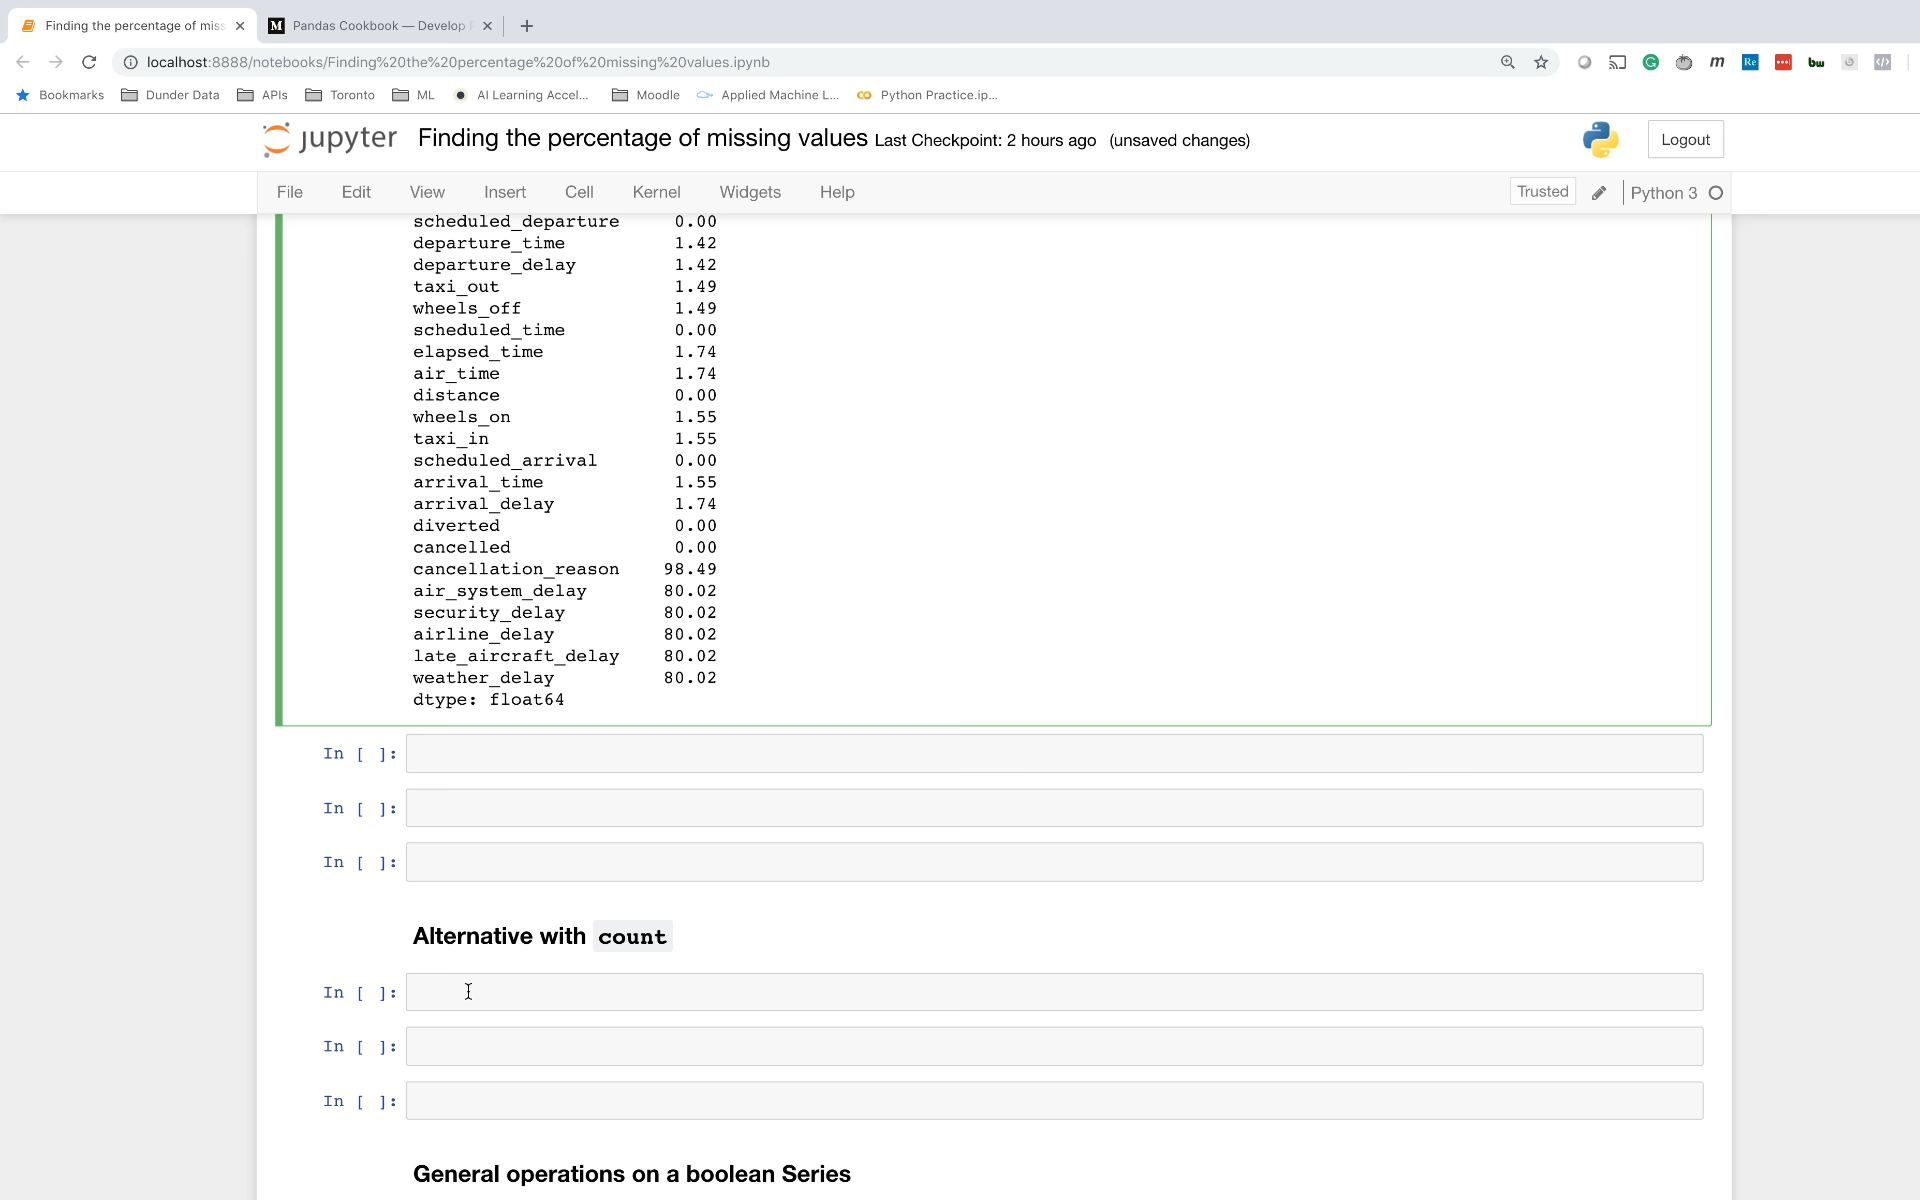 Finding the percentage of miss
Pandas Cookbook — Develop
localhost:8888/notebooks/Finding%20the%20percentage%20of%20missing%20values.ipynb
Bookmarks Dunder Data APIs Toronto ML AI Learning Accel... Moodle Applied Machine L... Python Practice.ip...
jupyter Finding the percentage of missing values Last Checkpoint: 2 hours ago (unsaved changes) Logout
File Edit View Insert Cell Kernel Widgets Help Trusted Python 3
scheduled_departure 0.00
departure_time 1.42
departure_delay 1.42
taxi_out 1.49
wheels_off 1.49
scheduled_time 0.00
elapsed_time 1.74
air_time 1.74
distance 0.00
wheels_on 1.55
taxi_in 1.55
scheduled_arrival 0.00
arrival_time 1.55
arrival_delay 1.74
diverted 0.00
cancelled 0.00
cancellation_reason 98.49
air_system_delay 80.02
security_delay 80.02
airline_delay 80.02
late_aircraft_delay 80.02
weather_delay 80.02
dtype: float64
In [ ]:
In [ ]:
In [ ]:
Alternative with count
In [ ]:
In [ ]:
In [ ]:
General operations on a boolean Series